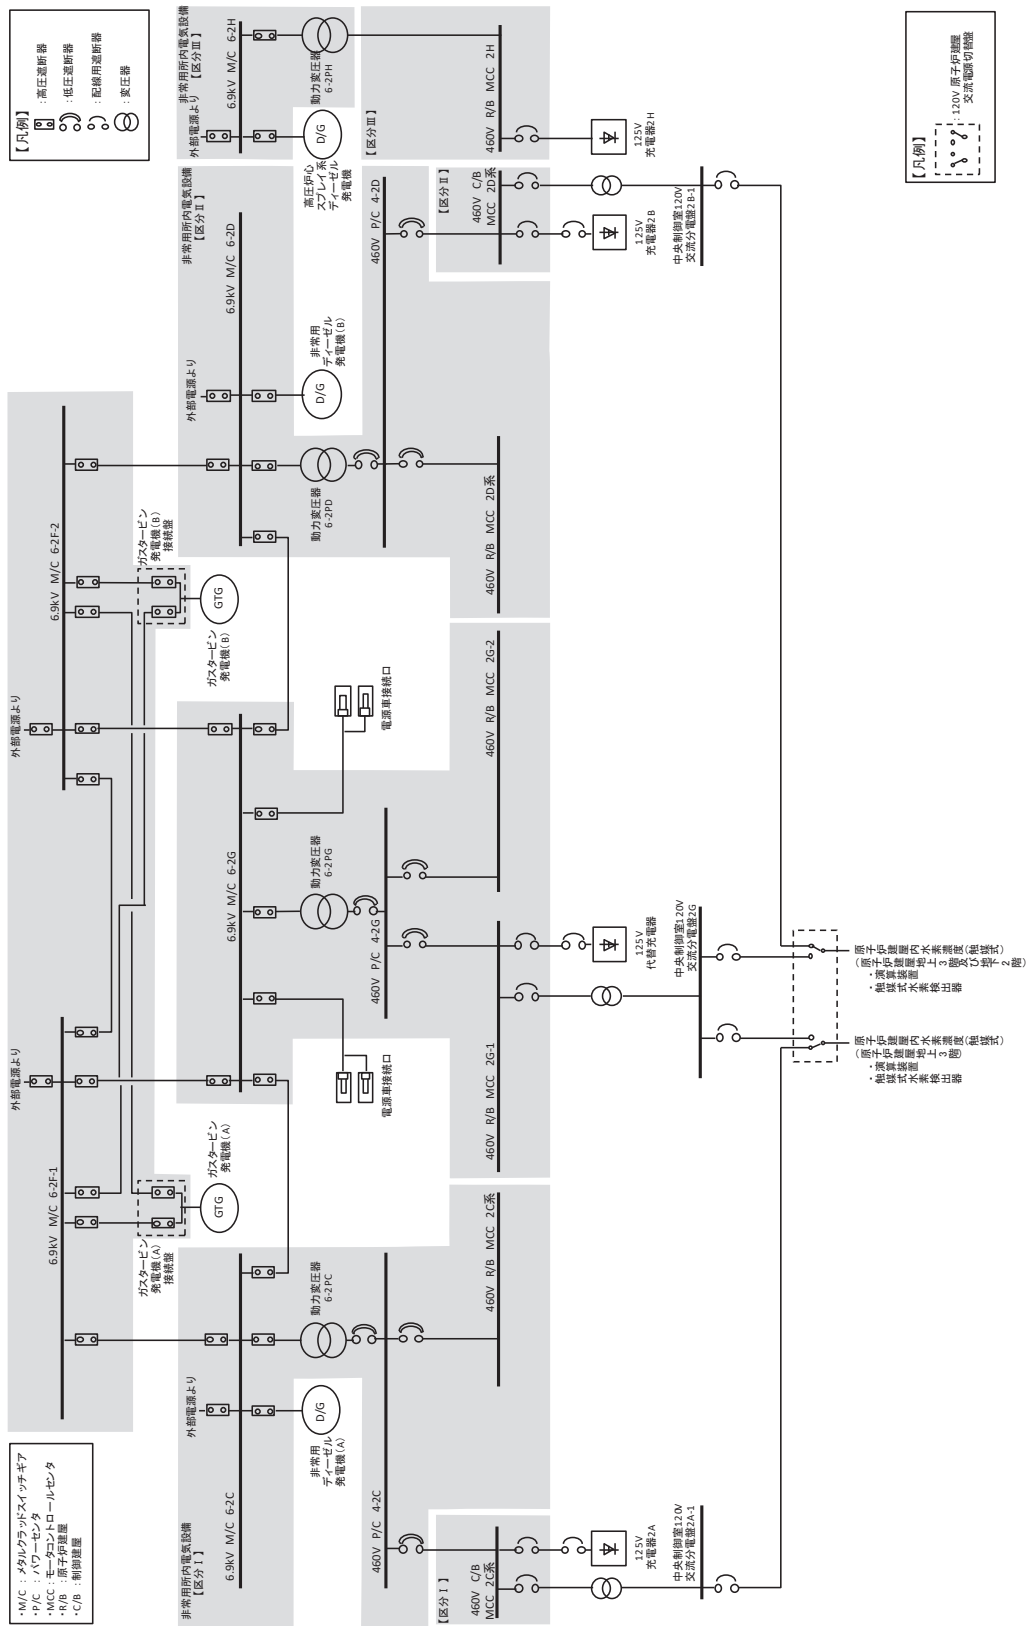 ・M/C ：メタルクラッドスイッチギア
・P/C ：パワーセンタ
・MCC：モータコントロールセンタ
・R/B ：原子炉建屋
・C/B ：制御建屋
【凡例】
：高圧遮断器
：低圧遮断器
：配線用遮断器
：変圧器
【凡例】
：120V 原子炉建屋
交流電源切替盤
外部電源より
6.9kV M/C 6-2F-1
外部電源より
6.9kV M/C 6-2F-2
ガスタービン
発電機(A)
接続盤
GTG
ガスタービン
発電機(A)
ガスタービン
発電機(B)
接続盤
GTG
ガスタービン
発電機(B)
非常用所内電気設備
【区分Ⅰ】
6.9kV M/C 6-2C
外部電源より
D/G
非常用
ディーゼル
発電機(A)
動力変圧器
6-2PC
460V P/C 4-2C
460V R/B MCC 2C系
【区分Ⅰ】
460V C/B
MCC 2C系
125V
充電器2A
中央制御室120V
交流分電盤2A-1
6.9kV M/C 6-2G
電源車接続口
動力変圧器
6-2PG
電源車接続口
460V P/C 4-2G
460V R/B MCC 2G-1
460V R/B MCC 2G-2
125V
代替充電器
中央制御室120V
交流分電盤2G
非常用所内電気設備
【区分Ⅱ】
6.9kV M/C 6-2D
外部電源より
D/G
非常用
ディーゼル
発電機(B)
動力変圧器
6-2PD
460V P/C 4-2D
460V R/B MCC 2D系
【区分Ⅱ】
460V C/B
MCC 2D系
125V
充電器2B
中央制御室120V
交流分電盤2B-1
非常用所内電気設備
【区分Ⅲ】
6.9kV M/C 6-2H
外部電源より
D/G
高圧炉心
スプレイ系
ディーゼル
発電機
動力変圧器
6-2PH
【区分Ⅲ】
460V R/B MCC 2H
125V
充電器2H
原子炉建屋内水素濃度(触媒式)
(原子炉建屋地上3階)
・演算装置
・触媒式水素検出器
原子炉建屋内水素濃度(触媒式)
(原子炉建屋地上3階及び地下2階)
・演算装置
・触媒式水素検出器